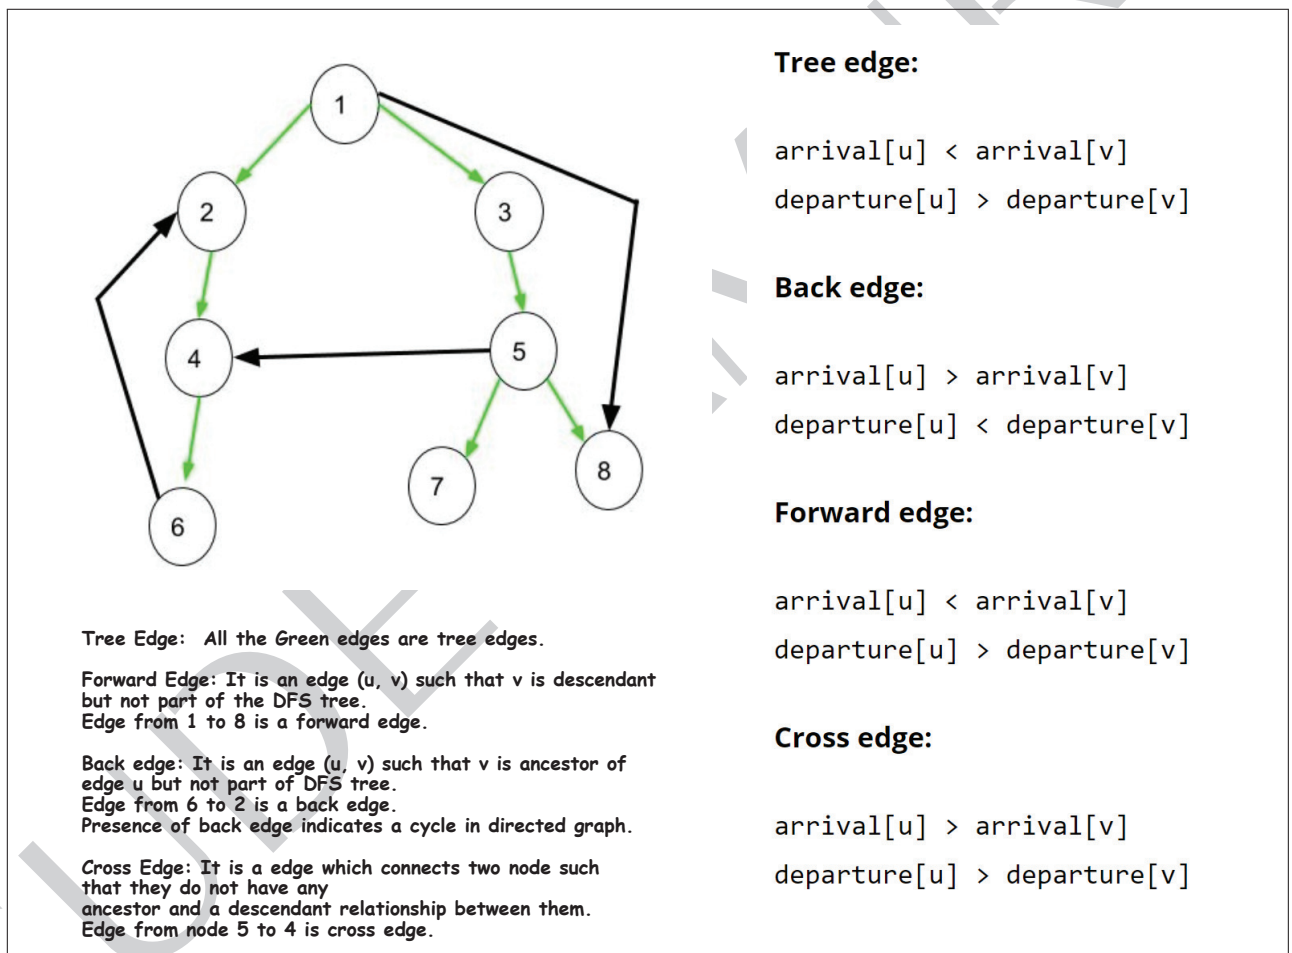 1
2
3
4
5
6
7
8
Tree Edge: All the Green edges are tree edges.
Forward Edge: It is an edge (u, v) such that v is descendant
but not part of the DFS tree.
Edge from 1 to 8 is a forward edge.
Back edge: It is an edge (u, v) such that v is ancestor of
edge u but not part of DFS tree.
Edge from 6 to 2 is a back edge.
Presence of back edge indicates a cycle in directed graph.
Cross Edge: It is a edge which connects two node such
that they do not have any
ancestor and a descendant relationship between them.
Edge from node 5 to 4 is cross edge.
Tree edge:
arrival[u] < arrival[v]
departure[u] > departure[v]
Back edge:
arrival[u] > arrival[v]
departure[u] < departure[v]
Forward edge:
arrival[u] < arrival[v]
departure[u] > departure[v]
Cross edge:
arrival[u] > arrival[v]
departure[u] > departure[v]